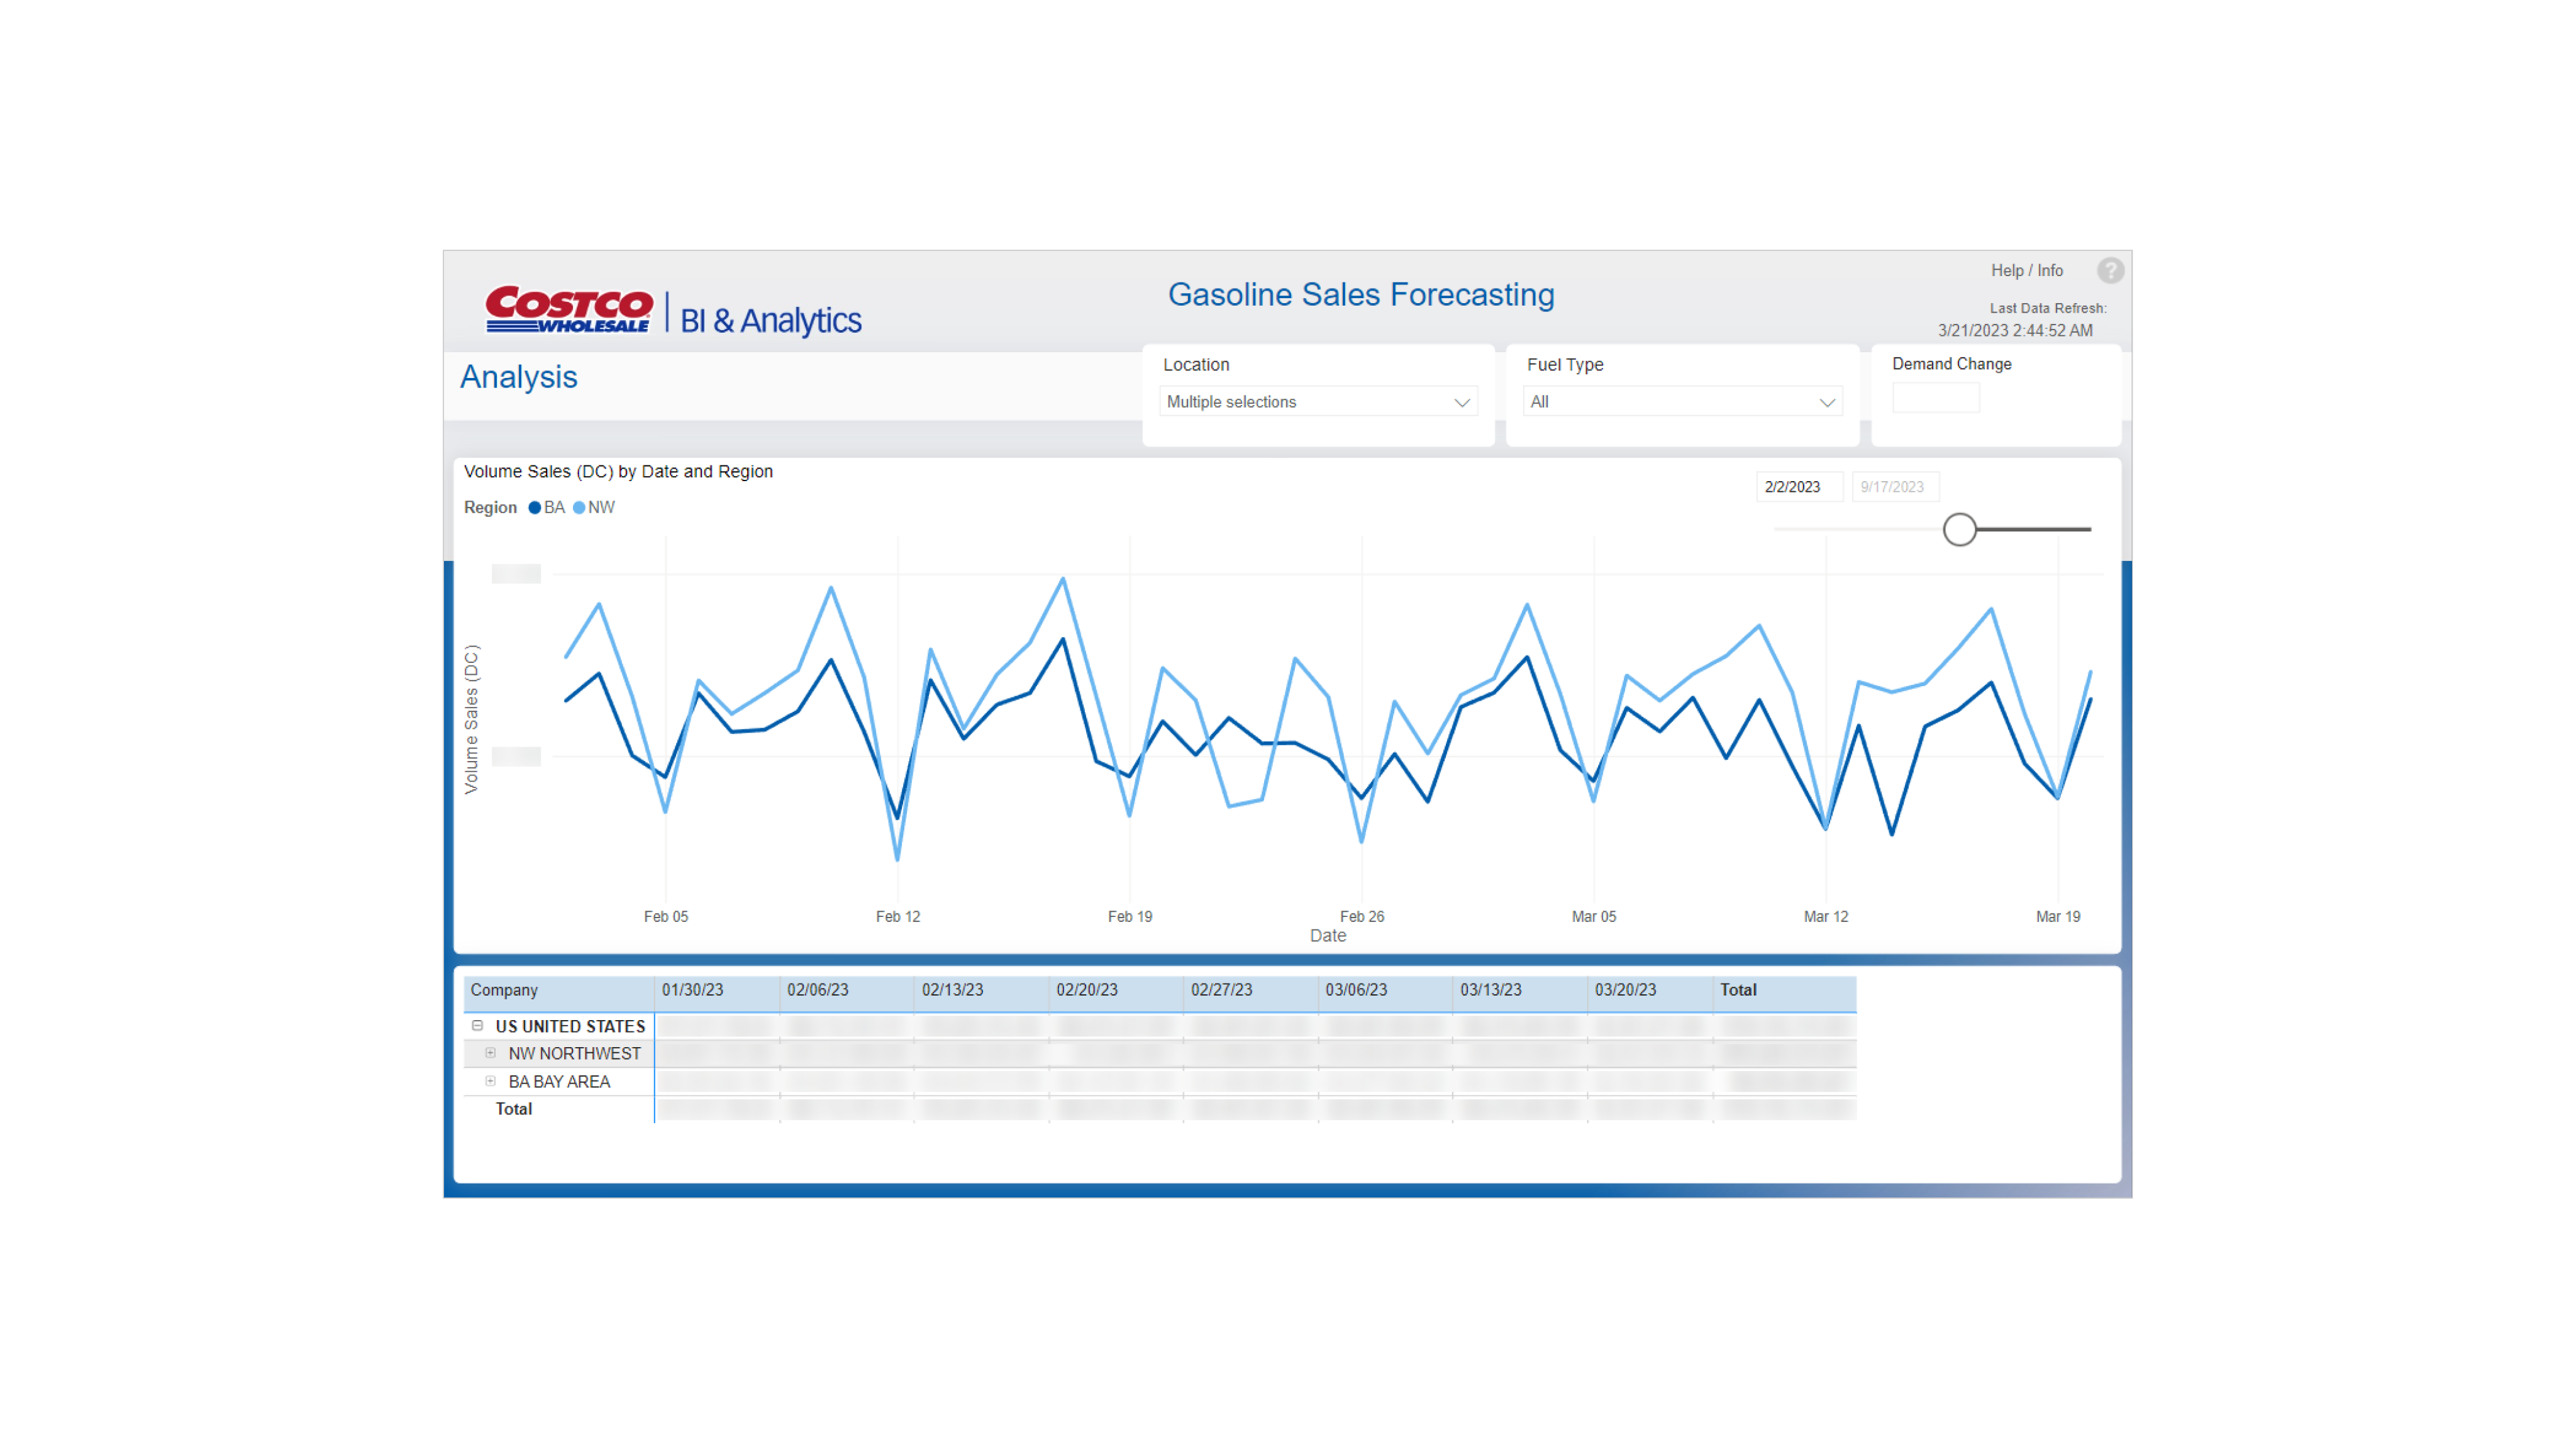 COSTCO WHOLESALE | BI & Analytics
Gasoline Sales Forecasting
Help / Info ?
Last Data Refresh:
3/21/2023 2:44:52 AM
Analysis
Location
Multiple selections
Fuel Type
All
Demand Change
Volume Sales (DC) by Date and Region
Region BA NW
2/2/2023 9/17/2023
Volume Sales (DC)
Feb 05 Feb 12 Feb 19 Feb 26 Mar 05 Mar 12 Mar 19
Date
Company 01/30/23 02/06/23 02/13/23 02/20/23 02/27/23 03/06/23 03/13/23 03/20/23 Total
US UNITED STATES
NW NORTHWEST
BA BAY AREA
Total